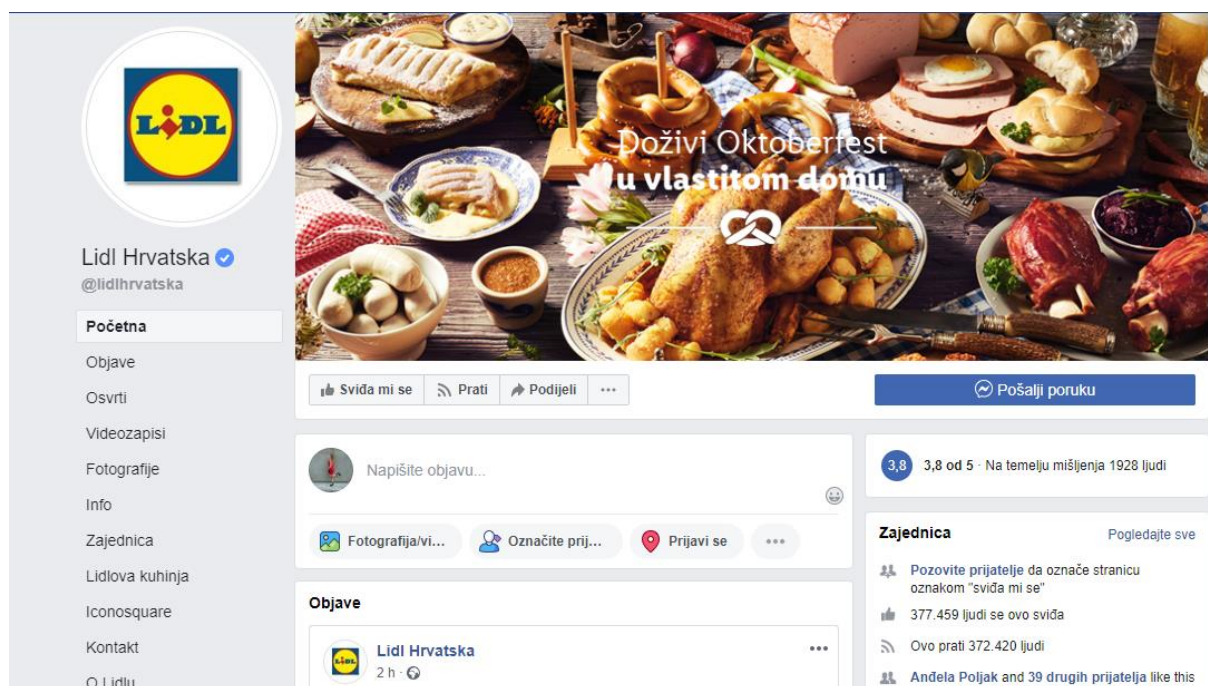 LIDL
Lidl Hrvatska
@lidlhrvatska
Početna
Objave
Osvrti
Videozapisi
Fotografije
Info
Zajednica
Lidlova kuhinja
Iconosquare
Kontakt
O Lidlu
Doživi Oktoberfest
u vlastitom domu
Sviđa mi se
Prati
Podijeli
Pošalji poruku
Napišite objavu...
Fotografija/vi...
Označite prij...
Prijavi se
Objave
LIDL
Lidl Hrvatska
2 h
3,8
3,8 od 5 · Na temelju mišljenja 1928 ljudi
Zajednica
Pogledajte sve
Pozovite prijatelje da označe stranicu
oznakom "sviđa mi se"
377.459 ljudi se ovo sviđa
Ovo prati 372.420 ljudi
Anđela Poljak and 39 drugih prijatelja like this